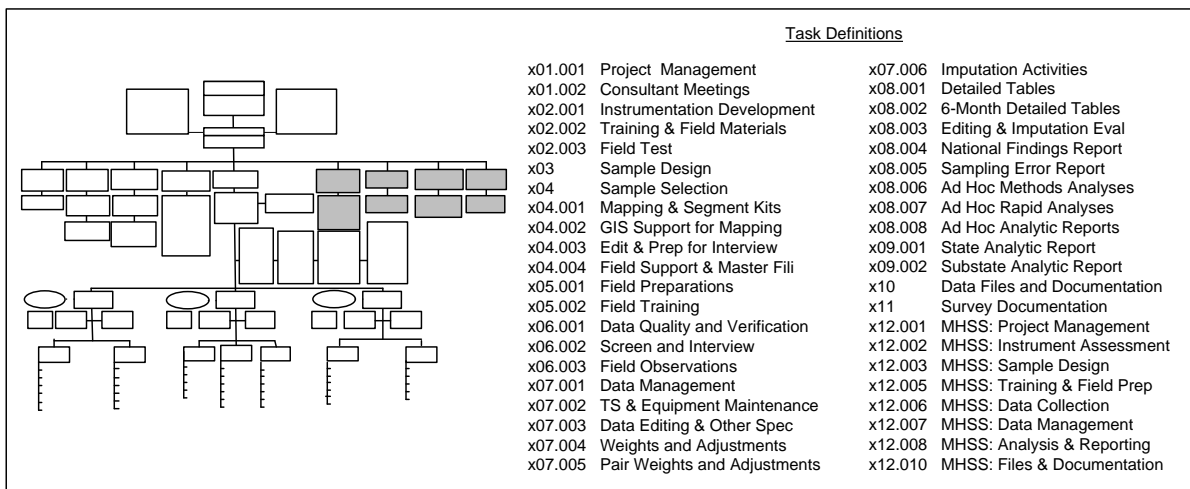 Task Definitions
x01.001 Project Management
x01.002 Consultant Meetings
x02.001 Instrumentation Development
x02.002 Training & Field Materials
x02.003 Field Test
x03 Sample Design
x04 Sample Selection
x04.001 Mapping & Segment Kits
x04.002 GIS Support for Mapping
x04.003 Edit & Prep for Interview
x04.004 Field Support & Master Fili
x05.001 Field Preparations
x05.002 Field Training
x06.001 Data Quality and Verification
x06.002 Screen and Interview
x06.003 Field Observations
x07.001 Data Management
x07.002 TS & Equipment Maintenance
x07.003 Data Editing & Other Spec
x07.004 Weights and Adjustments
x07.005 Pair Weights and Adjustments
x07.006 Imputation Activities
x08.001 Detailed Tables
x08.002 6-Month Detailed Tables
x08.003 Editing & Imputation Eval
x08.004 National Findings Report
x08.005 Sampling Error Report
x08.006 Ad Hoc Methods Analyses
x08.007 Ad Hoc Rapid Analyses
x08.008 Ad Hoc Analytic Reports
x09.001 State Analytic Report
x09.002 Substate Analytic Report
x10 Data Files and Documentation
x11 Survey Documentation
x12.001 MHSS: Project Management
x12.002 MHSS: Instrument Assessment
x12.003 MHSS: Sample Design
x12.005 MHSS: Training & Field Prep
x12.006 MHSS: Data Collection
x12.007 MHSS: Data Management
x12.008 MHSS: Analysis & Reporting
x12.010 MHSS: Files & Documentation